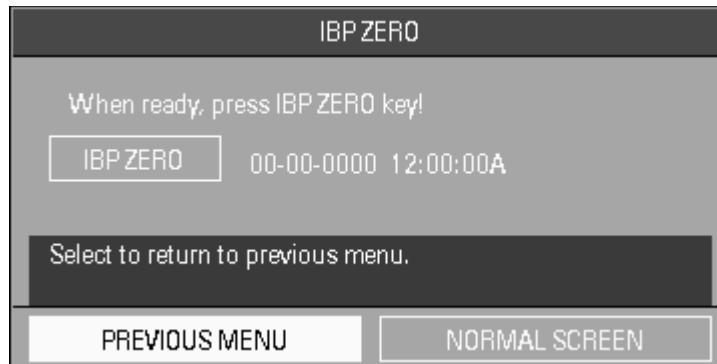 IBP ZERO
When ready, press IBP ZERO key!
IBP ZERO 00-00-0000 12:00:00A
Select to return to previous menu.
PREVIOUS MENU NORMAL SCREEN